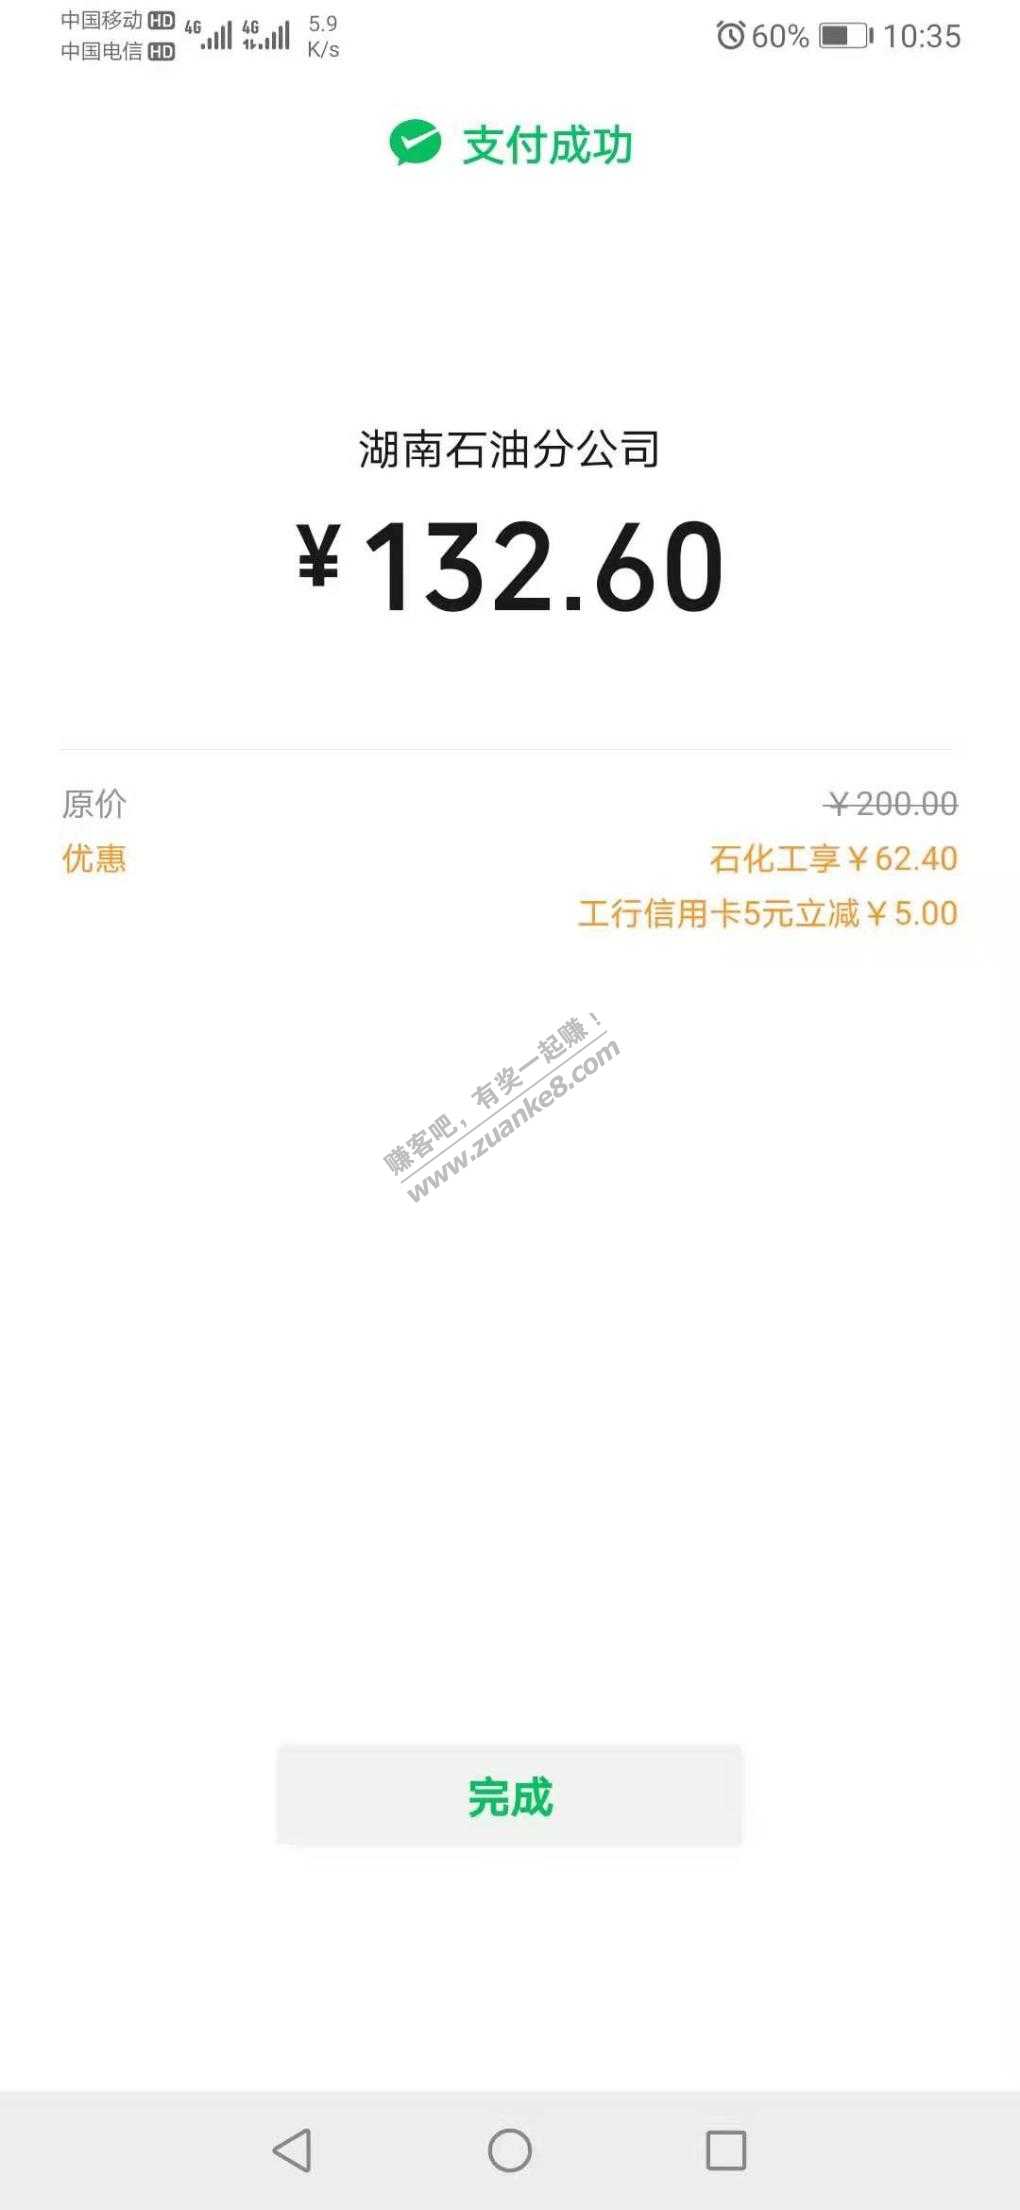 中国移动 HD 4G 4G 5.9
中国电信 HD K/s
60% 10:35
支付成功
湖南石油分公司
¥132.60
原价 ￥200.00
优惠 石化工享￥62.40
工行信用卡5元立减￥5.00
赚客吧，有奖一起赚！
www.zuanke8.com
完成